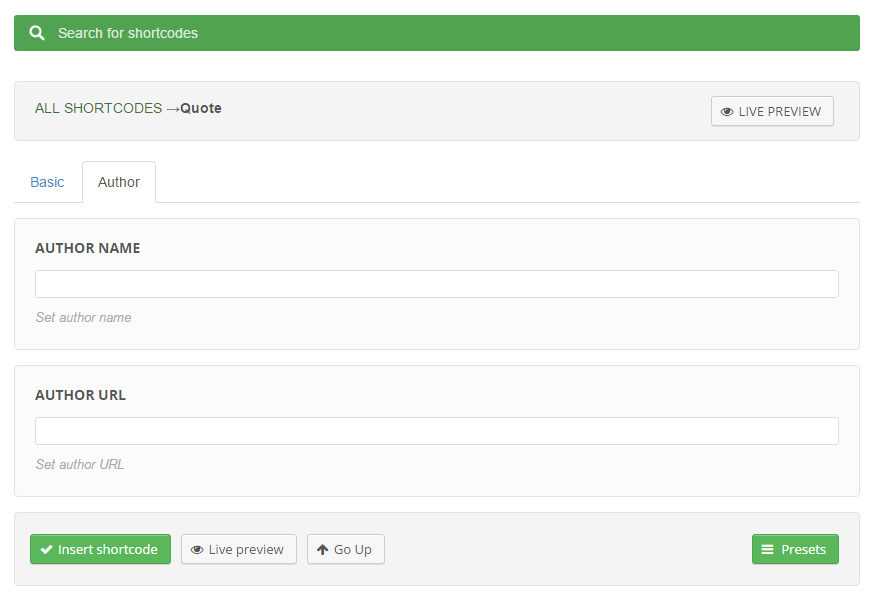 Search for shortcodes
ALL SHORTCODES →Quote
LIVE PREVIEW
Basic
Author
AUTHOR NAME
Set author name
AUTHOR URL
Set author URL
Insert shortcode
Live preview
Go Up
Presets